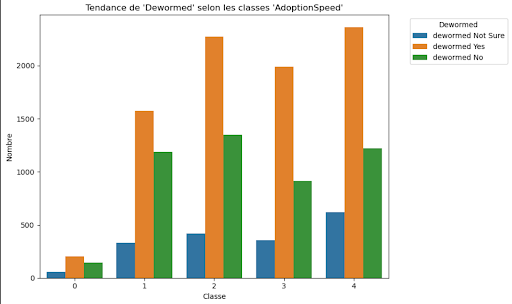 Tendance de 'Dewormed' selon les classes 'AdoptionSpeed'
Dewormed
dewormed Not Sure
dewormed Yes
dewormed No
Nombre
2000
1500
1000
500
0
0 1 2 3 4
Classe